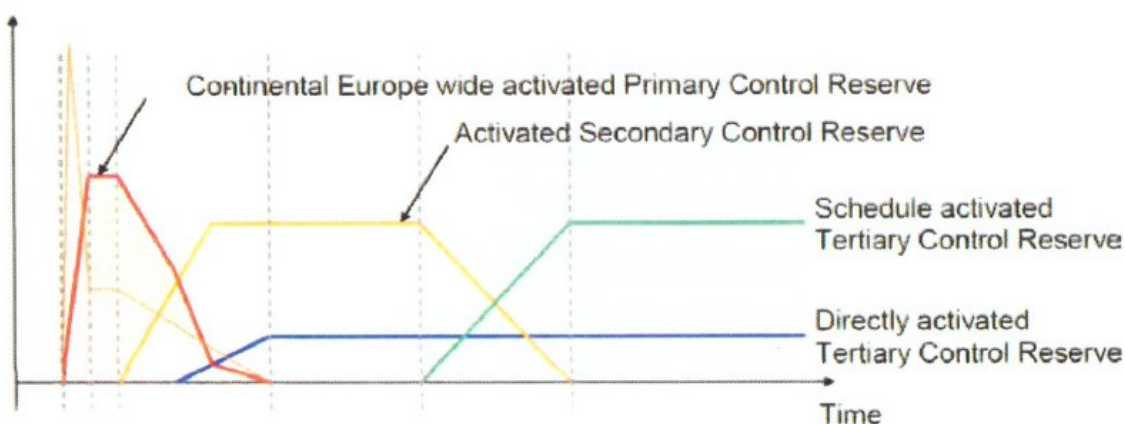 Continental Europe wide activated Primary Control Reserve
Activated Secondary Control Reserve
Schedule activated
Tertiary Control Reserve
Directly activated
Tertiary Control Reserve
Time